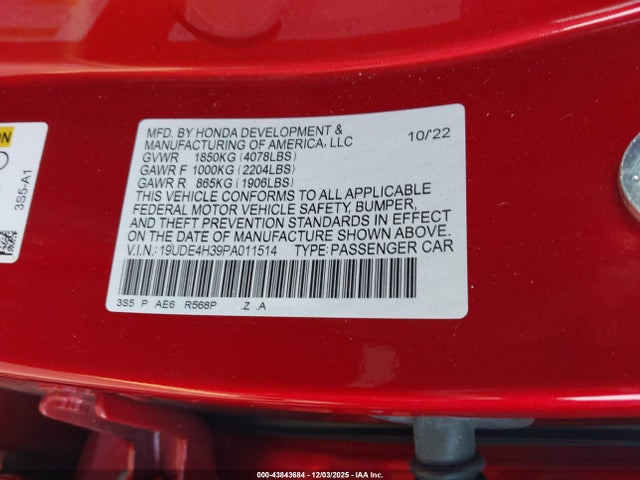 MFD. BY HONDA DEVELOPMENT & 10/'22
MANUFACTURING OF AMERICA, LLC
GVWR 1850KG (4078LBS)
GAWR F 1000KG (2204LBS)
GAWR R 865KG (1906LBS)
THIS VEHICLE CONFORMS TO ALL APPLICABLE
FEDERAL MOTOR VEHICLE SAFETY, BUMPER,
AND THEFT PREVENTION STANDARDS IN EFFECT
ON THE DATE OF MANUFACTURE SHOWN ABOVE.
V.I.N.: 19UDE4H39PA011514 TYPE:PASSENGER CAR
3S5 P AE6 R568P .Z .A
3S5-A1
000-43843684 | 12/03/2025 - IAA Inc.